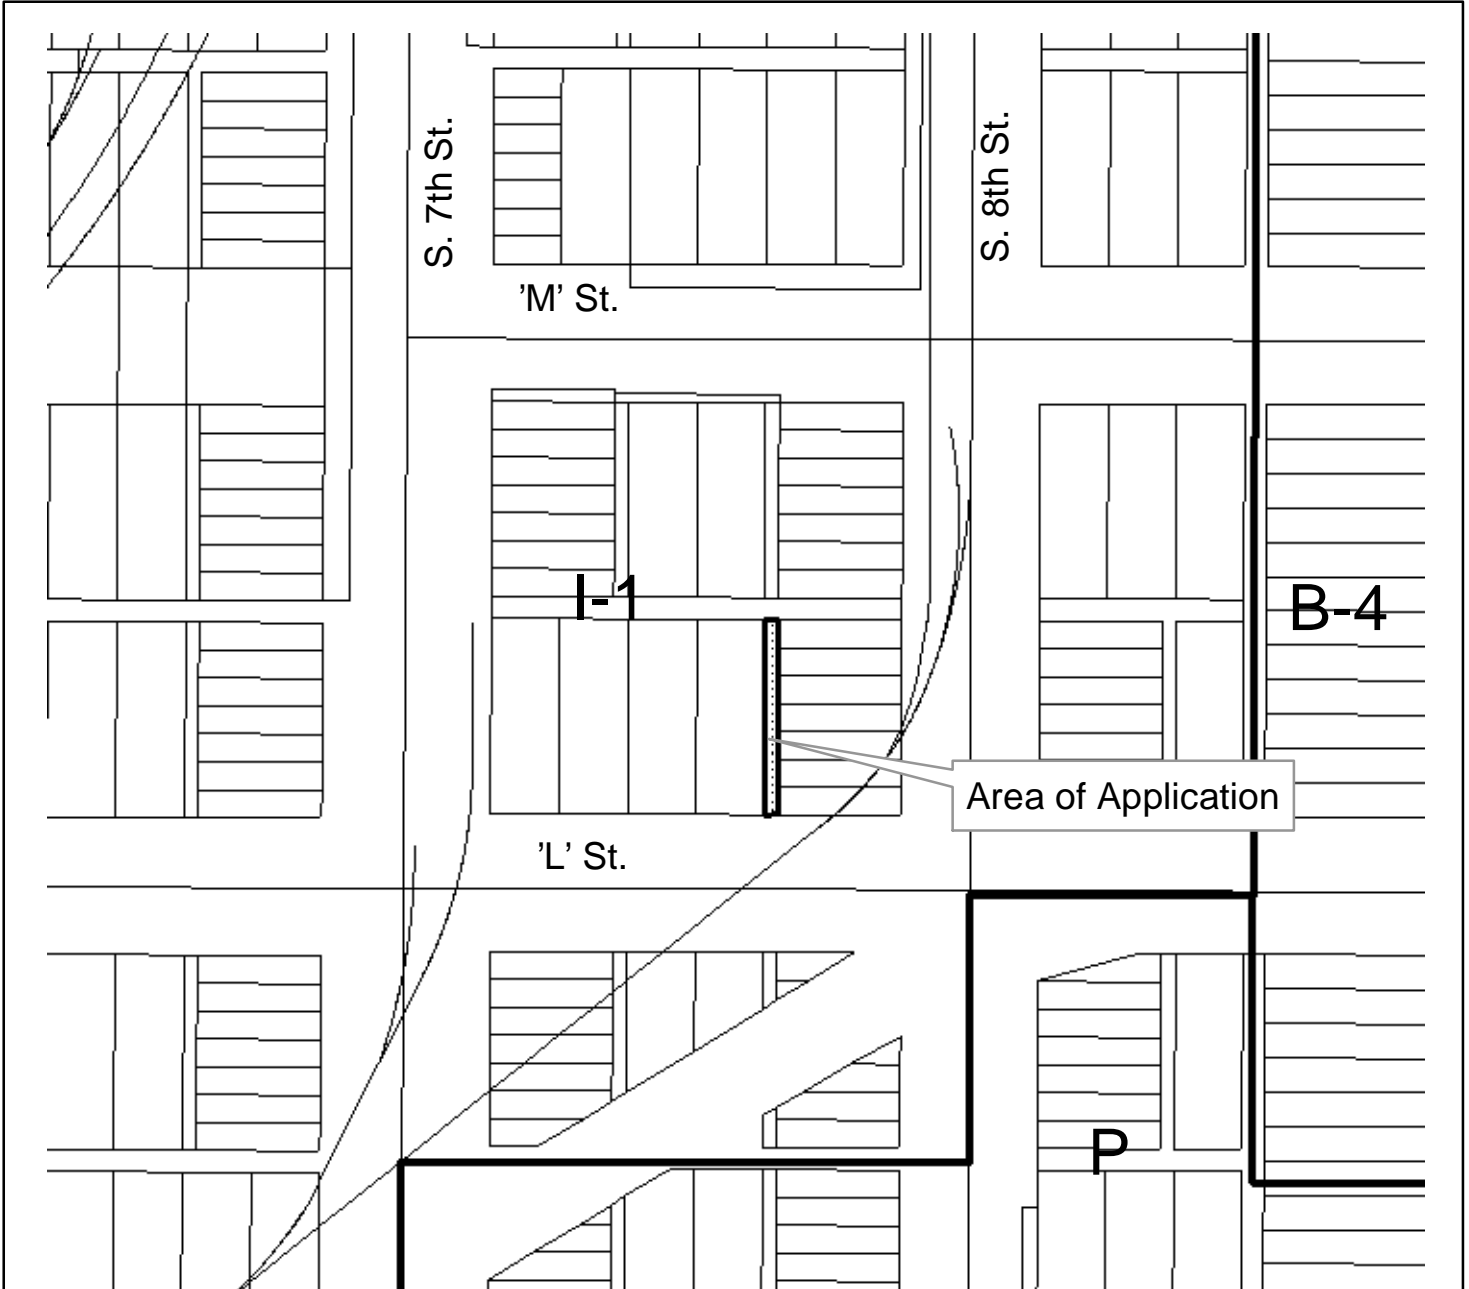 S. 7th St.
S. 8th St.
’M’ St.
I-1
B-4
Area of Application
’L’ St.
P